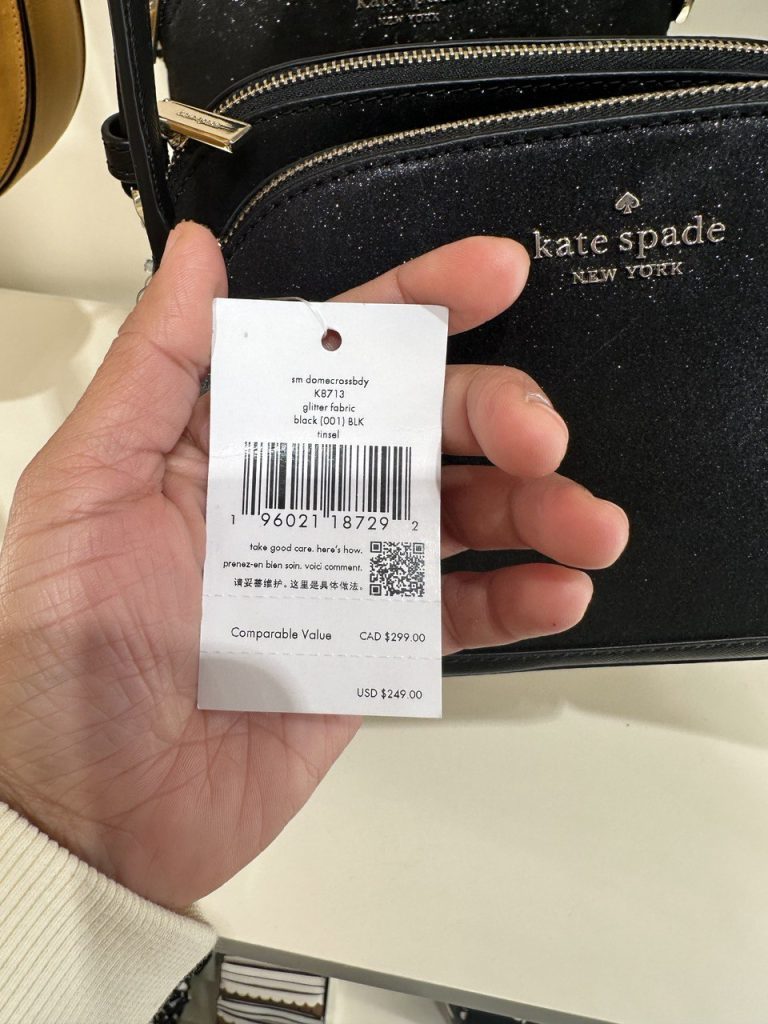 NEW YORK
kate spade
NEW YORK
sm domecrossbdy
K8713
glitter fabric
black (001) BLK
tinsel
1 96021 18729 2
take good care. here's how.
prenez-en bien soin. voici comment.
请妥善维护。这里是具体做法。
Comparable Value CAD $299.00
USD $249.00